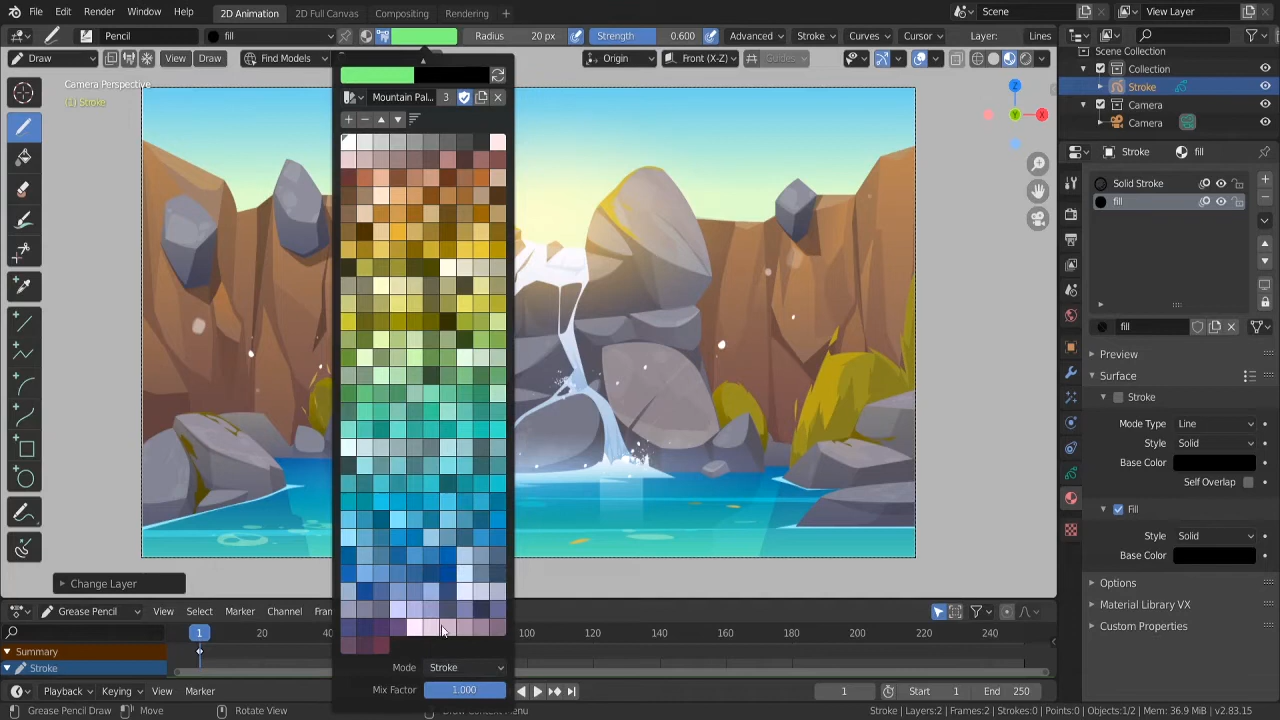 File Edit Render Window Help 2D Animation 2D Full Canvas Compositing Rendering + Scene View Layer
Pencil fill Radius 20 px Strength 0.600 Advanced Stroke Curves Cursor Layer: Lines
Draw View Draw Find Models Origin Front (X-Z) Guides
Camera Perspective
(1) Stroke
Mountain Pal... 3
Z
Y
X
Scene Collection
Collection
Stroke
Camera
Camera
Stroke fill
Solid Stroke
fill
fill
Preview
Surface
Stroke
Mode Type Line
Style Solid
Base Color
Self Overlap
Fill
Style Solid
Base Color
Options
Material Library VX
Custom Properties
Change Layer
Mode Stroke
Mix Factor 1.000
Grease Pencil View Select Marker Channel Fram
1 20 100 120 140 160 180 200 220 240
Summary
Stroke
Playback Keying View Marker 1 Start 1 End 250
Grease Pencil Draw Move Rotate View Draw Context Menu Stroke | Layers:2 | Frames:2 | Strokes:0 | Points:0 | Objects:1/2 | Mem: 36.9 MiB | v2.83.15